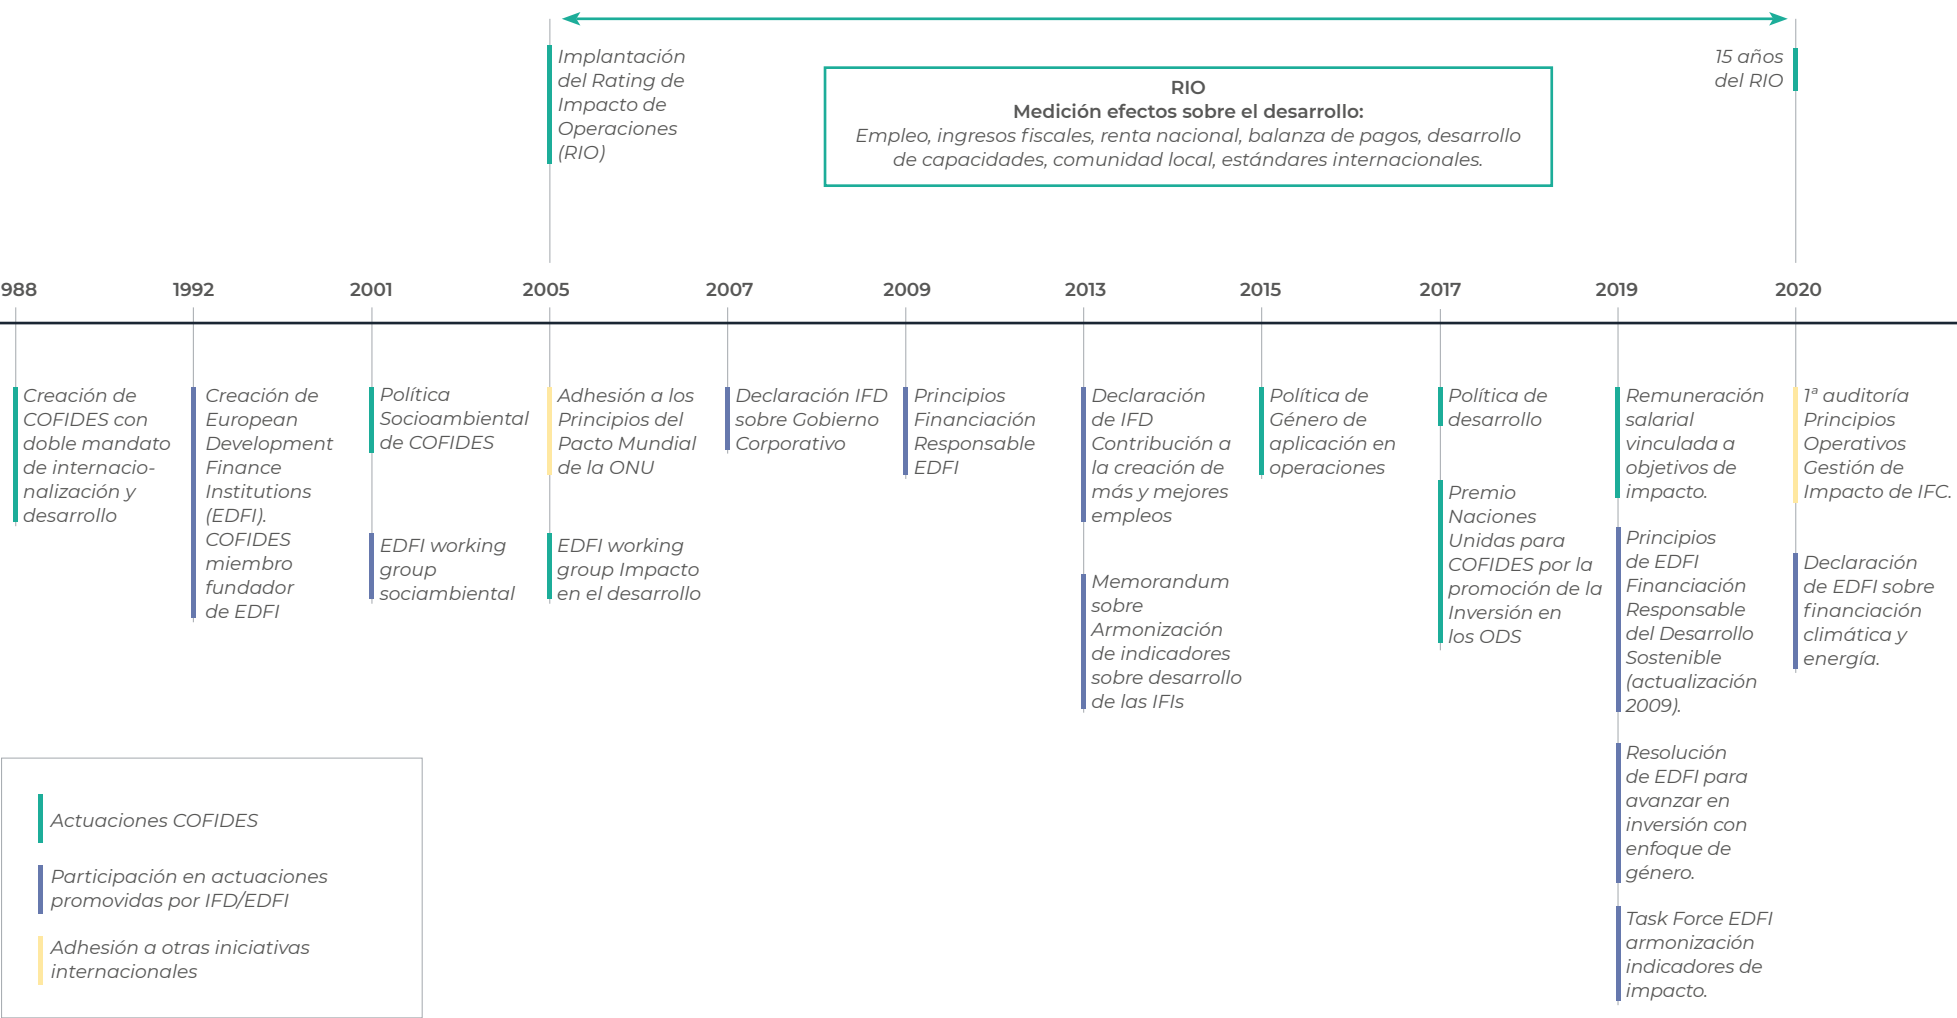 Implantación
del Rating de
Impacto de
Operaciones
(RIO)
RIO
Medición efectos sobre el desarrollo:
Empleo, ingresos fiscales, renta nacional, balanza de pagos, desarrollo
de capacidades, comunidad local, estándares internacionales.
15 años
del RIO
988
1992
2001
2005
2007
2009
2013
2015
2017
2019
2020
Creación de
COFIDES con
doble mandato
de internacio-
nalización y
desarrollo
Creación de
European
Development
Finance
Institutions
(EDFI).
COFIDES
miembro
fundador
de EDFI
Política
Socioambiental
de COFIDES
EDFI working
group
sociambiental
Adhesión a los
Principios del
Pacto Mundial
de la ONU
EDFI working
group Impacto
en el desarrollo
Declaración IFD
sobre Gobierno
Corporativo
Principios
Financiación
Responsable
EDFI
Declaración
de IFD
Contribución a
la creación de
más y mejores
empleos
Memorandum
sobre
Armonización
de indicadores
sobre desarrollo
de las IFIs
Política de
Género de
aplicación en
operaciones
Política de
desarrollo
Premio
Naciones
Unidas para
COFIDES por la
promoción de la
Inversión en
los ODS
Remuneración
salarial
vinculada a
objetivos de
impacto.
Principios
de EDFI
Financiación
Responsable
del Desarrollo
Sostenible
(actualización
2009).
Resolución
de EDFI para
avanzar en
inversión con
enfoque de
género.
Task Force EDFI
armonización
indicadores de
impacto.
1ª auditoría
Principios
Operativos
Gestión de
Impacto de IFC.
Declaración
de EDFI sobre
financiación
climática y
energía.
Actuaciones COFIDES
Participación en actuaciones
promovidas por IFD/EDFI
Adhesión a otras iniciativas
internacionales